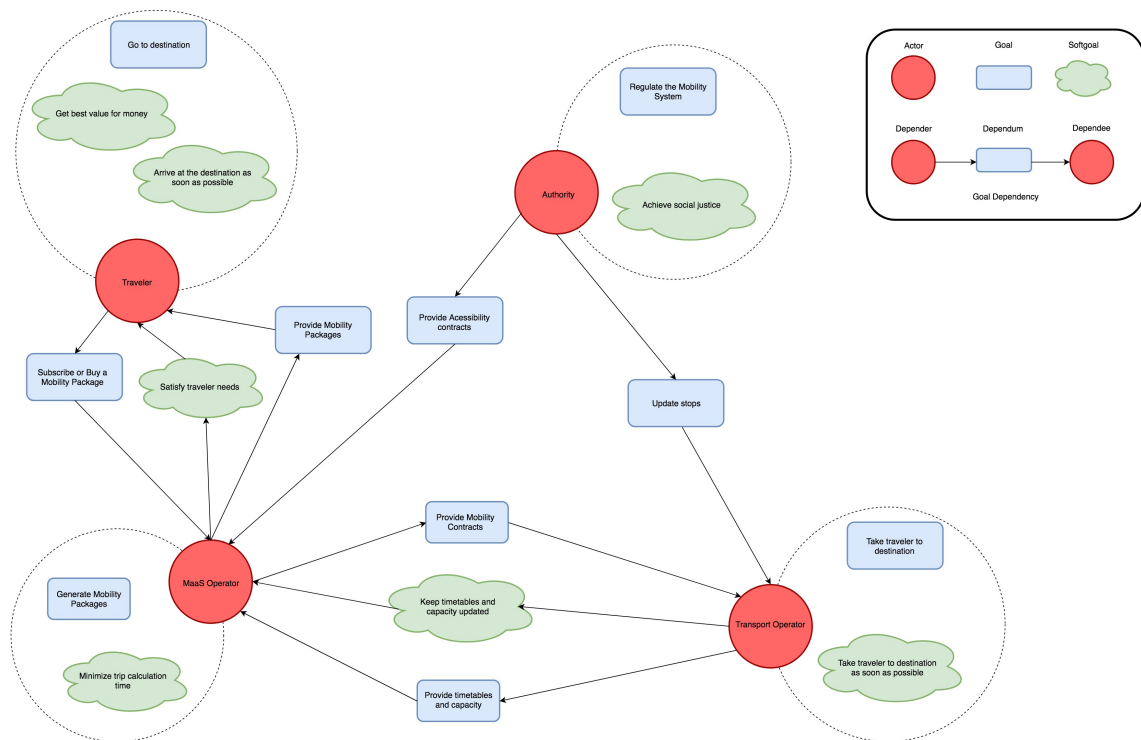 Go to destination
Get best value for money
Arrive at the destination as
soon as possible
Traveler
Regulate the Mobility
System
Authority
Achieve social justice
Actor
Goal
Softgoal
Depender
Dependum
Dependee
Goal Dependency
Provide Mobility
Packages
Provide Acessibility
contracts
Subscribe or Buy a
Mobility Package
Satisfy traveler needs
Update stops
Provide Mobility
Contracts
Take traveler to
destination
MaaS Operator
Generate Mobility
Packages
Keep timetables and
capacity updated
Transport Operator
Minimize trip calculation
time
Take traveler to destination
as soon as possible
Provide timetables
and capacity